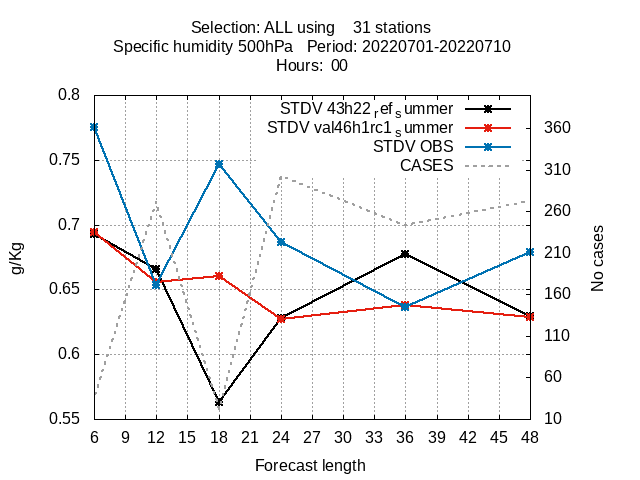 Selection: ALL using 31 stations
Specific humidity 500hPa Period: 20220701-20220710
Hours: 00
STDV 43h22ref summer
STDV val46h1rc1summer
STDV OBS
CASES
0.8
0.75
0.7
0.65
0.6
0.55
g/Kg
360
310
260
210
160
110
60
10
No cases
6 9 12 15 18 21 24 27 30 33 36 39 42 45 48
Forecast length